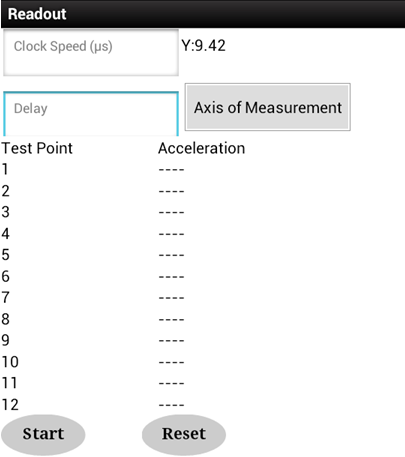 Readout
Clock Speed (µs) Y:9.42
Delay Axis of Measurement
Test Point Acceleration
1 ----
2 ----
3 ----
4 ----
5 ----
6 ----
7 ----
8 ----
9 ----
10 ----
11 ----
12 ----
Start Reset